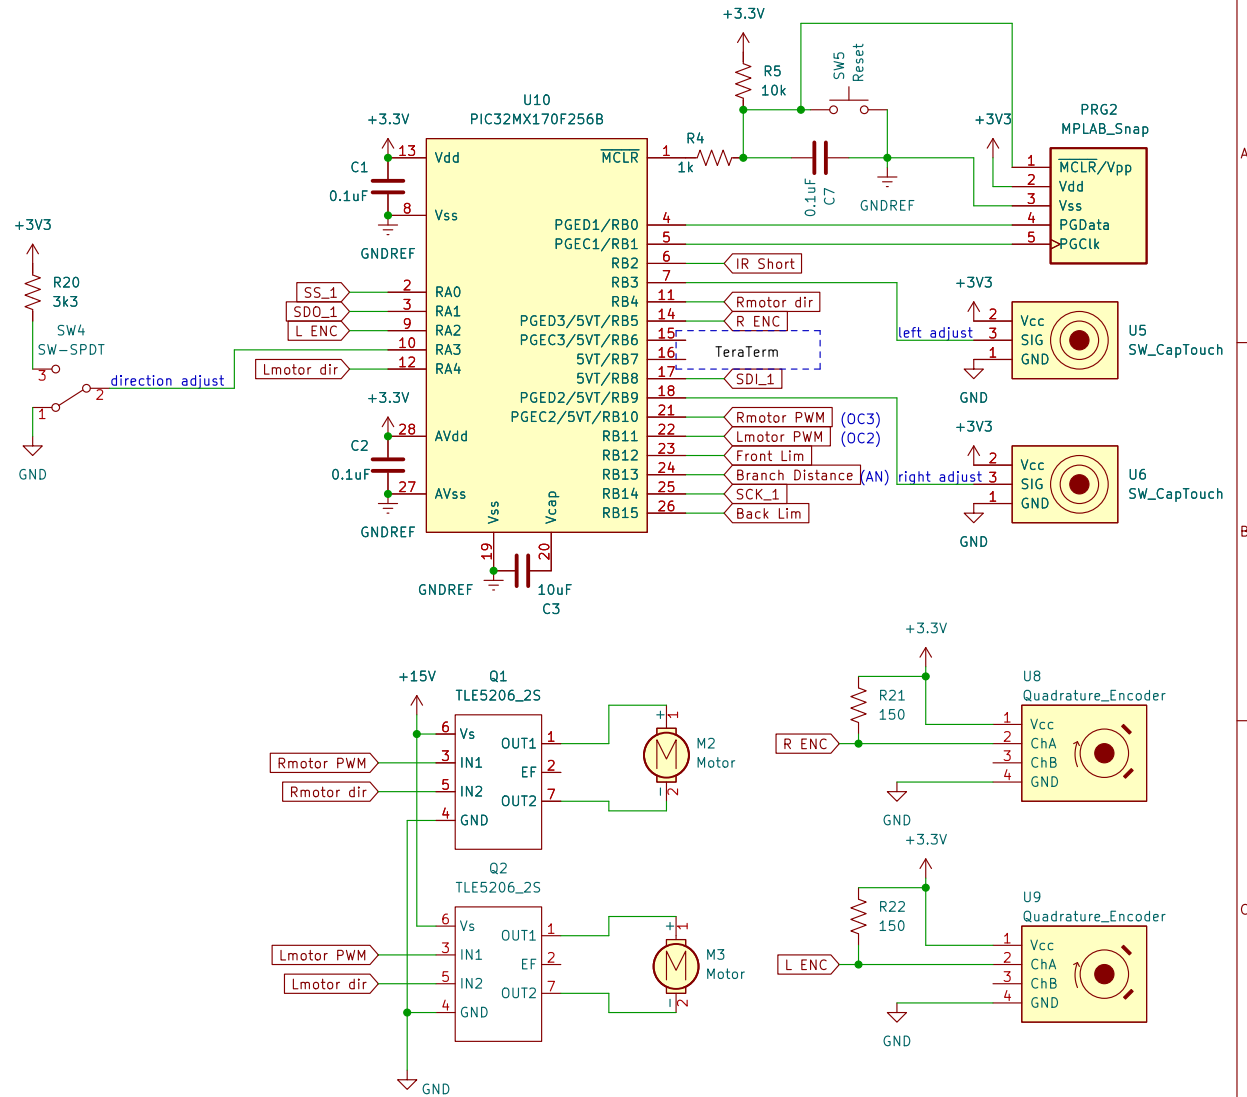 +3.3V
R5
10k
SW5
Reset
R4
1k
0.1uF
C7
GNDREF
+3V3
PRG2
MPLAB_Snap
1 MCLR/Vpp
2 Vdd
3 Vss
4 PGData
5 PGClk
A
U10
PIC32MX170F256B
+3.3V
C1
0.1uF
GNDREF
13 Vdd
8 Vss
SS_1 2 RA0
SDO_1 3 RA1
L ENC 9 RA2
10 RA3
Lmotor dir 12 RA4
+3.3V
C2
0.1uF
GNDREF
28 AVdd
27 AVss
MCLR 1
PGED1/RB0 4
PGEC1/RB1 5
RB2 6 IR Short
RB3 7
RB4 11 Rmotor dir
PGED3/5VT/RB5 14 R ENC
PGEC3/5VT/RB6 15
TeraTerm
5VT/RB7 16
5VT/RB8 17 SDI_1
PGED2/5VT/RB9 18
PGEC2/5VT/RB10 21 Rmotor PWM (OC3)
RB11 22 Lmotor PWM (OC2)
RB12 23 Front Lim
RB13 24 Branch Distance (AN)
RB14 25 SCK_1
RB15 26 Back Lim
Vss
19
Vcap
20
GNDREF
10uF
C3
+3V3
R20
3k3
SW4
SW-SPDT
3
2
1
direction adjust
GND
+3V3
left adjust
2 Vcc
3 SIG
1 GND
GND
U5
SW_CapTouch
+3V3
right adjust
2 Vcc
3 SIG
1 GND
GND
U6
SW_CapTouch
B
+15V
Q1
TLE5206_2S
6 Vs
Rmotor PWM 3 IN1
Rmotor dir 5 IN2
4 GND
OUT1 1
EF 2
OUT2 7
+ 1
M
M2
Motor
- 2
Q2
TLE5206_2S
6 Vs
Lmotor PWM 3 IN1
Lmotor dir 5 IN2
4 GND
OUT1 1
EF 2
OUT2 7
+ 1
M
M3
Motor
- 2
GND
+3.3V
R21
150
R ENC
GND
U8
Quadrature_Encoder
1 Vcc
2 ChA
3 ChB
4 GND
+3.3V
R22
150
L ENC
GND
U9
Quadrature_Encoder
1 Vcc
2 ChA
3 ChB
4 GND
C